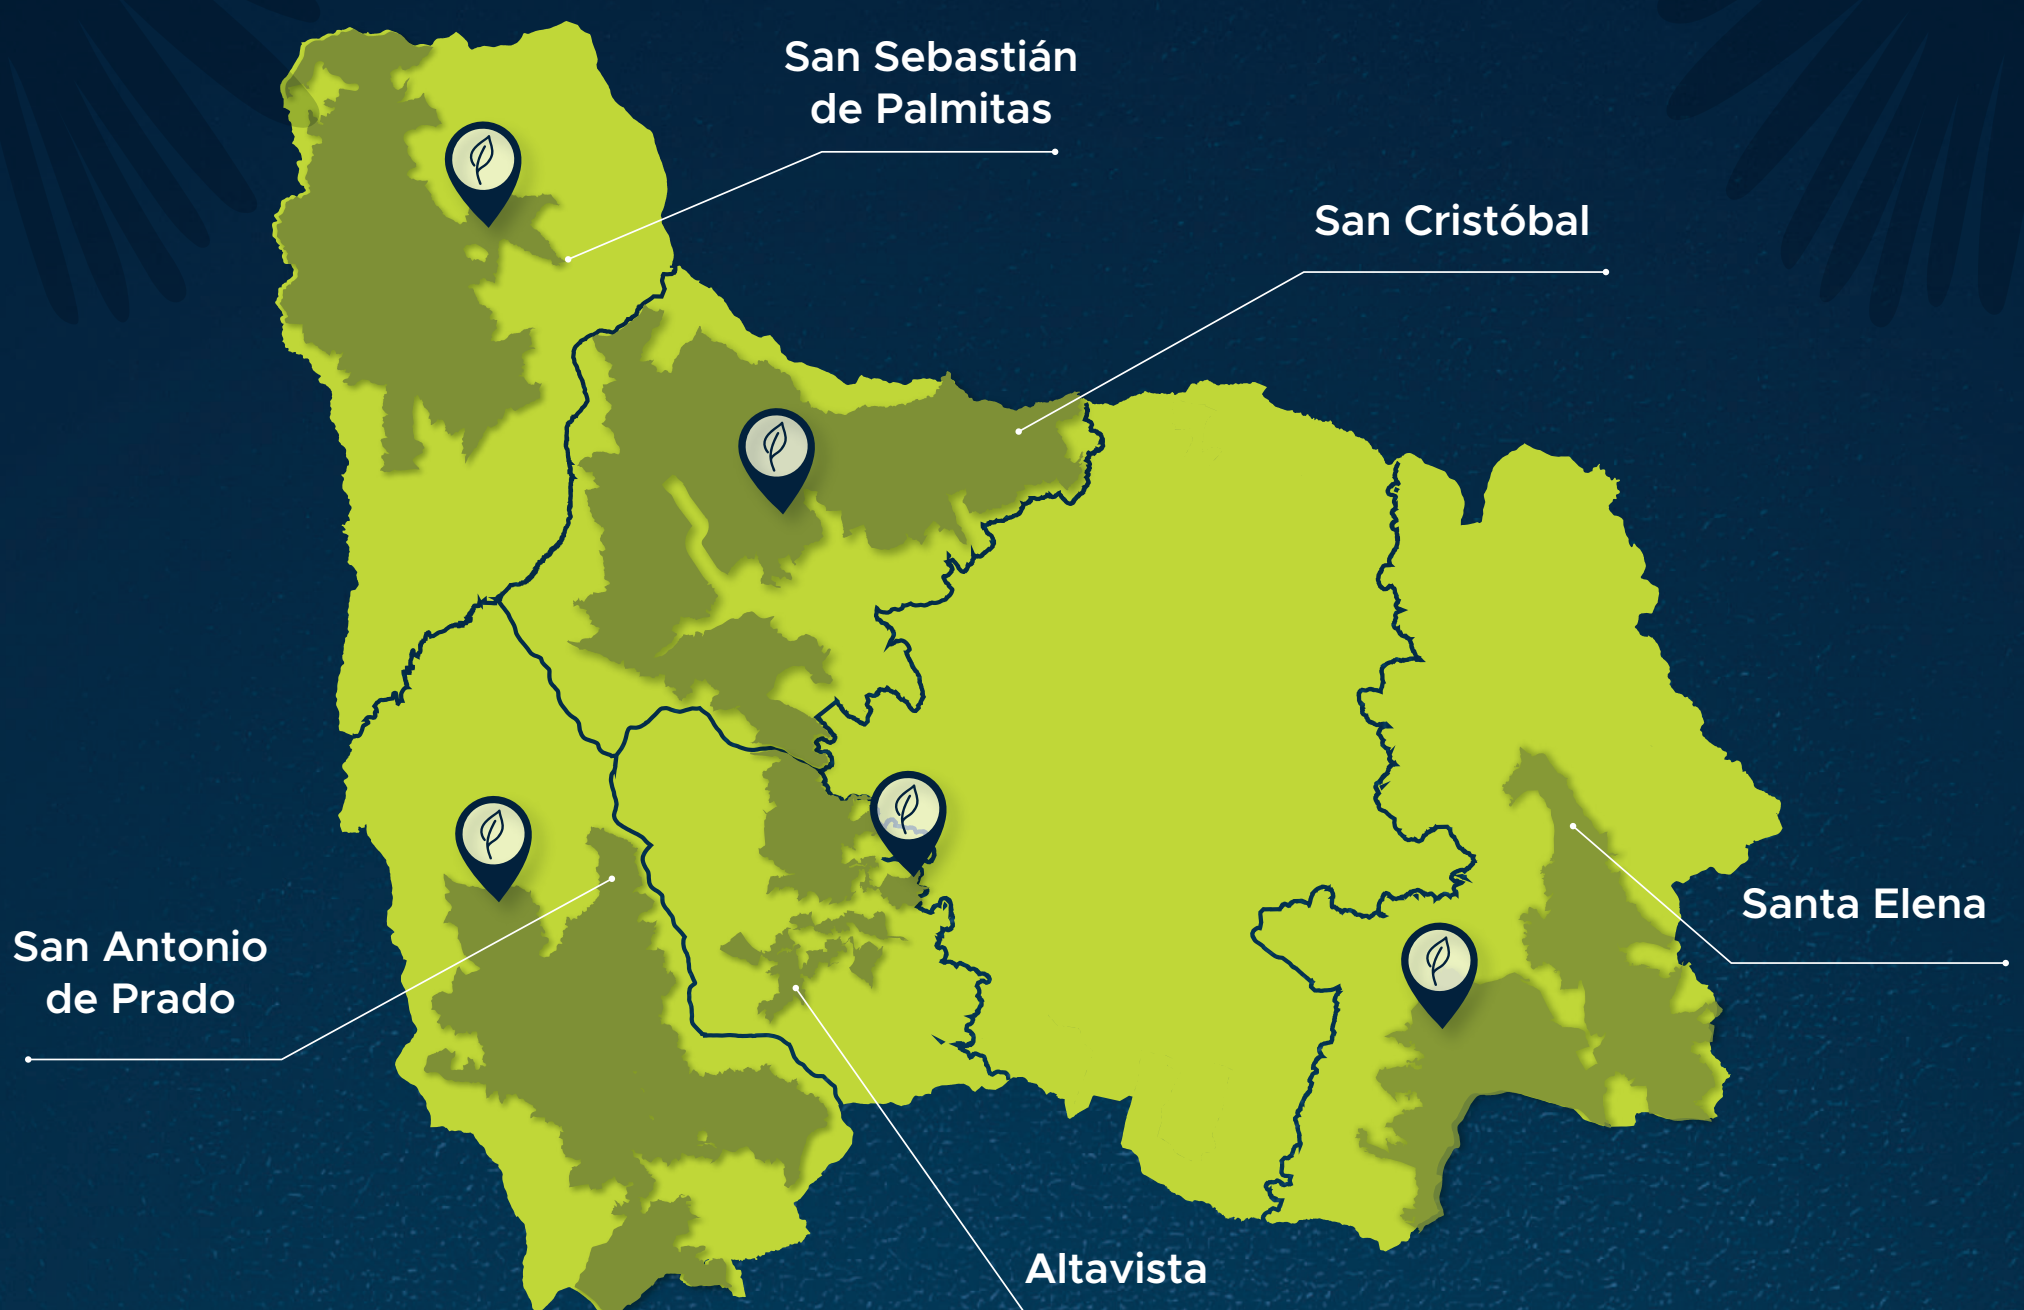 San Sebastián
de Palmitas
San Cristóbal
Santa Elena
San Antonio
de Prado
Altavista